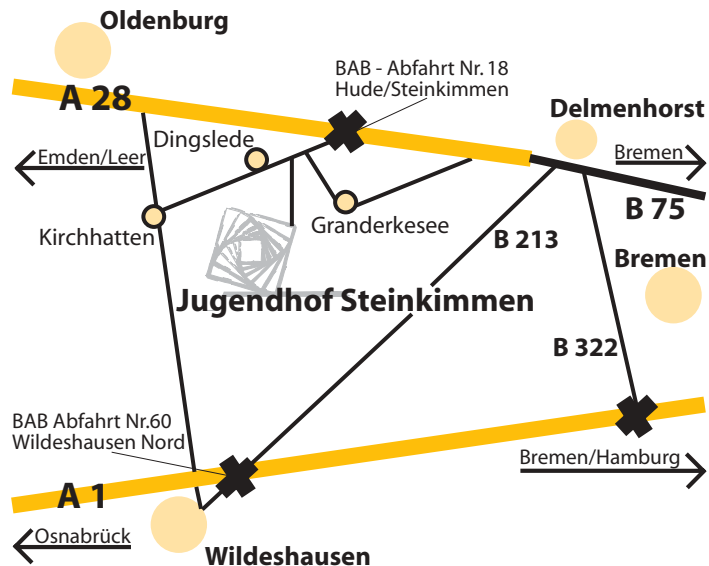 Oldenburg
BAB - Abfahrt Nr. 18
Hude/Steinkimmen
A 28
Delmenhorst
Dingslede
Emden/Leer
Bremen
Kirchhatten
Granderkesee
B 75
B 213
Bremen
Jugendhof Steinkimmen
B 322
BAB Abfahrt Nr.60
Wildeshausen Nord
Bremen/Hamburg
A 1
Osnabrück
Wildeshausen